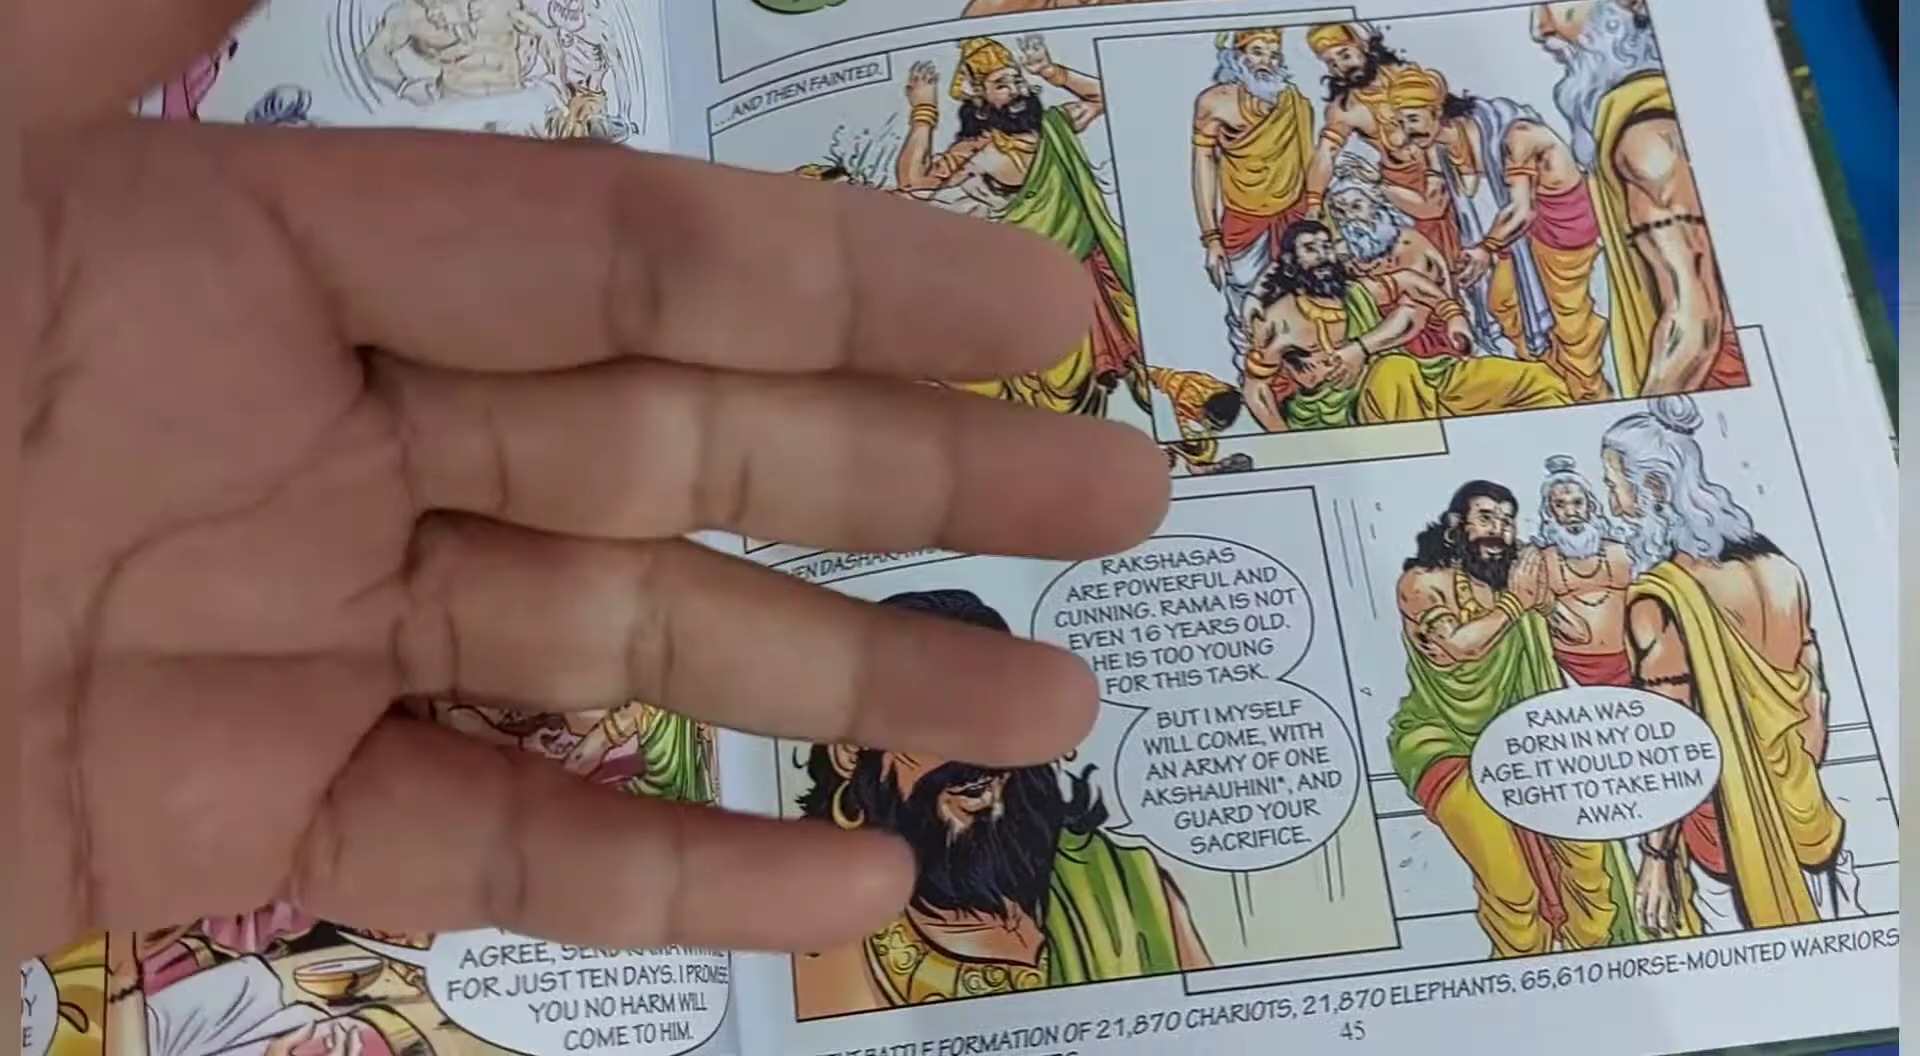 ...AND THEN FAINTED.
RAKSHASAS
ARE POWERFUL AND
CUNNING. RAMA IS NOT
EVEN 16 YEARS OLD.
HE IS TOO YOUNG
FOR THIS TASK.
BUT I MYSELF
WILL COME, WITH
AN ARMY OF ONE
AKSHAUHINI*, AND
GUARD YOUR
SACRIFICE.
RAMA WAS
BORN IN MY OLD
AGE. IT WOULD NOT BE
RIGHT TO TAKE HIM
AWAY.
AGREE, SEND RAMA
FOR JUST TEN DAYS. I PROMISE
YOU NO HARM WILL
COME TO HIM.
BATTLE FORMATION OF 21,870 CHARIOTS, 21,870 ELEPHANTS, 65,610 HORSE-MOUNTED WARRIORS
45